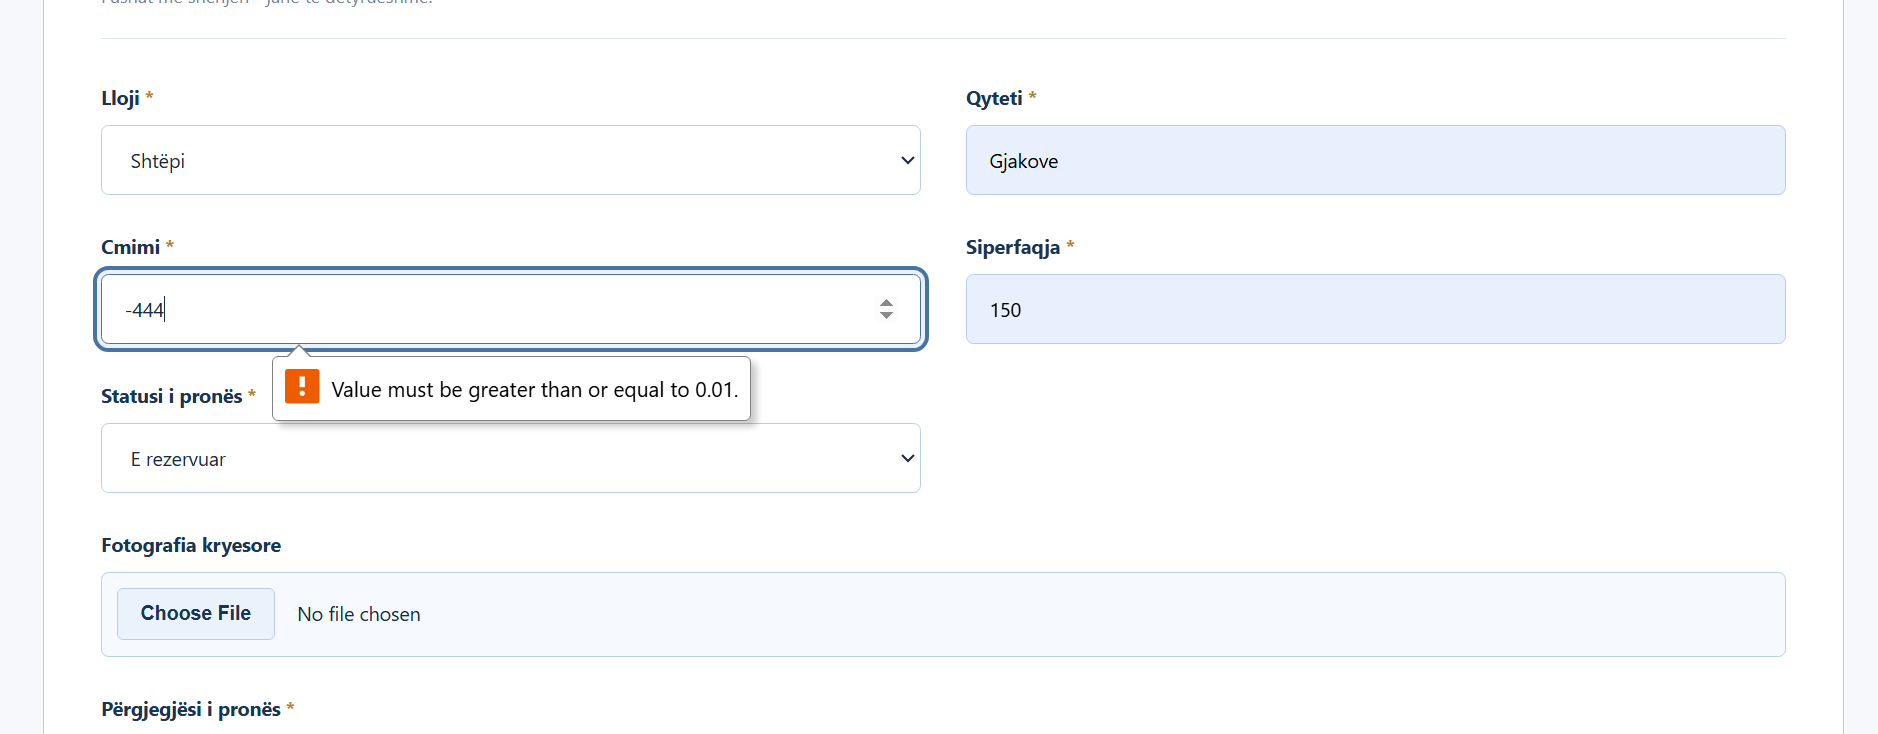 Lloji *
Qyteti *
Shtëpi
Gjakove
Cmimi *
Siperfaqja *
-444
150
Value must be greater than or equal to 0.01.
Statusi i pronës *
E rezervuar
Fotografia kryesore
Choose File
No file chosen
Përgjegjësi i pronës *